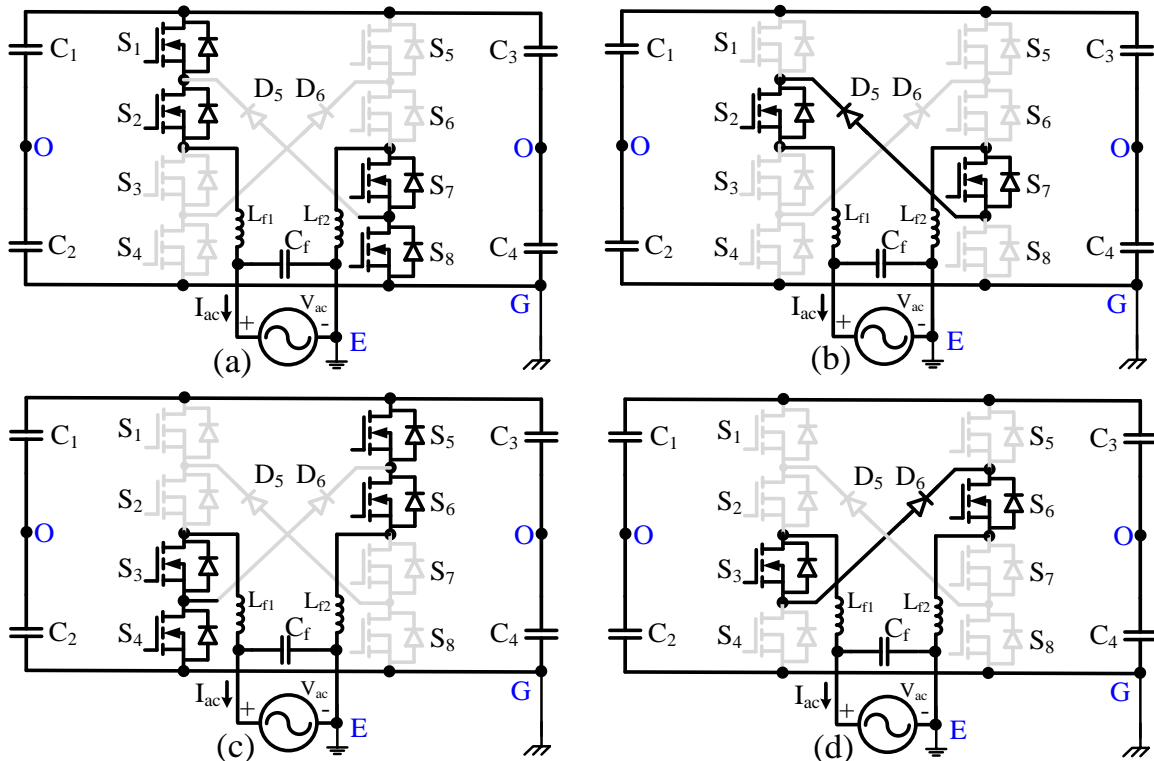 C1 S1 D5 D6 S5 C3
S2 S6
O O
S3 S7
Lf1 Lf2
C2 S4 Cf S8 C4
G
Iac + Vac - E
(a)
C1 S1 D5 D6 S5 C3
S2 S6
O O
S3 S7
Lf1 Lf2
C2 S4 Cf S8 C4
G
Iac + Vac - E
(b)
C1 S1 D5 D6 S5 C3
S2 S6
O O
S3 S7
Lf1 Lf2
C2 S4 Cf S8 C4
G
Iac + Vac - E
(c)
C1 S1 D5 D6 S5 C3
S2 S6
O O
S3 S7
Lf1 Lf2
C2 S4 Cf S8 C4
G
Iac + Vac - E
(d)